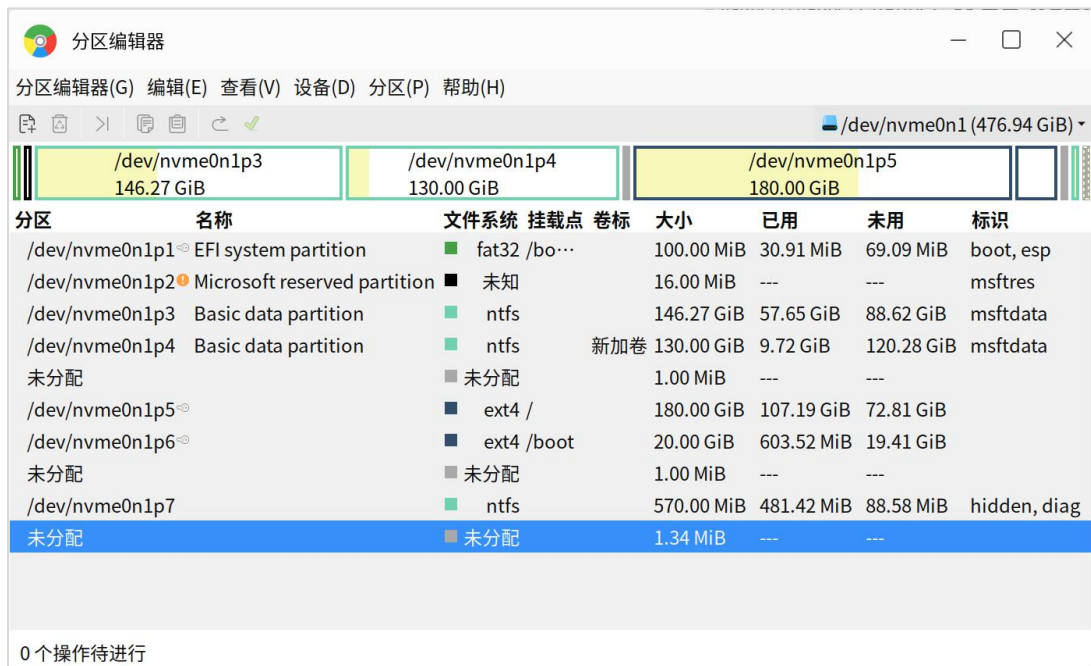 分区编辑器
分区编辑器(G) 编辑(E) 查看(V) 设备(D) 分区(P) 帮助(H)
/dev/nvme0n1 (476.94 GiB)
/dev/nvme0n1p3 /dev/nvme0n1p4 /dev/nvme0n1p5
146.27 GiB 130.00 GiB 180.00 GiB
分区 名称 文件系统 挂载点 卷标 大小 已用 未用 标识
/dev/nvme0n1p1 EFI system partition fat32 /bo… 100.00 MiB 30.91 MiB 69.09 MiB boot, esp
/dev/nvme0n1p2 Microsoft reserved partition 未知 16.00 MiB --- --- msftres
/dev/nvme0n1p3 Basic data partition ntfs 146.27 GiB 57.65 GiB 88.62 GiB msftdata
/dev/nvme0n1p4 Basic data partition ntfs 新加卷 130.00 GiB 9.72 GiB 120.28 GiB msftdata
未分配 未分配 1.00 MiB --- ---
/dev/nvme0n1p5 ext4 / 180.00 GiB 107.19 GiB 72.81 GiB
/dev/nvme0n1p6 ext4 /boot 20.00 GiB 603.52 MiB 19.41 GiB
未分配 未分配 1.00 MiB --- ---
/dev/nvme0n1p7 ntfs 570.00 MiB 481.42 MiB 88.58 MiB hidden, diag
未分配 未分配 1.34 MiB --- ---
0 个操作待进行